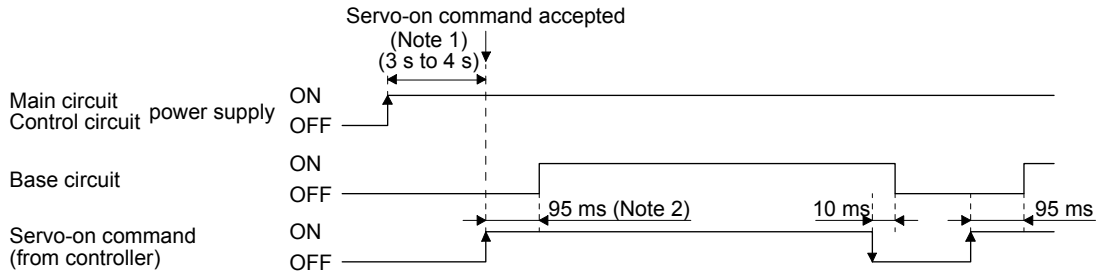 Servo-on command accepted
(Note 1)
(3 s to 4 s)
Main circuit
Control circuit power supply
ON
OFF
Base circuit
ON
OFF
95 ms (Note 2)
10 ms
95 ms
Servo-on command
(from controller)
ON
OFF